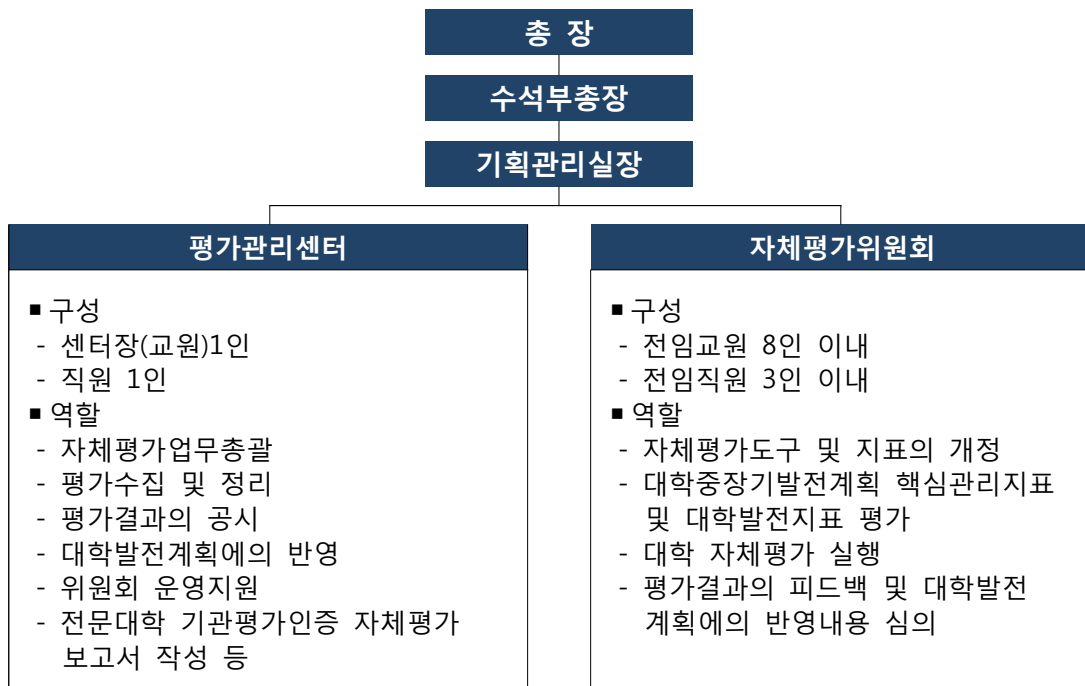 총 장
수석부총장
기획관리실장
평가관리센터
■ 구성
- 센터장(교원)1인
- 직원 1인
■ 역할
- 자체평가업무총괄
- 평가수집 및 정리
- 평가결과의 공시
- 대학발전계획에의 반영
- 위원회 운영지원
- 전문대학 기관평가인증 자체평가
보고서 작성 등
자체평가위원회
■ 구성
- 전임교원 8인 이내
- 전임직원 3인 이내
■ 역할
- 자체평가도구 및 지표의 개정
- 대학중장기발전계획 핵심관리지표
및 대학발전지표 평가
- 대학 자체평가 실행
- 평가결과의 피드백 및 대학발전
계획에의 반영내용 심의